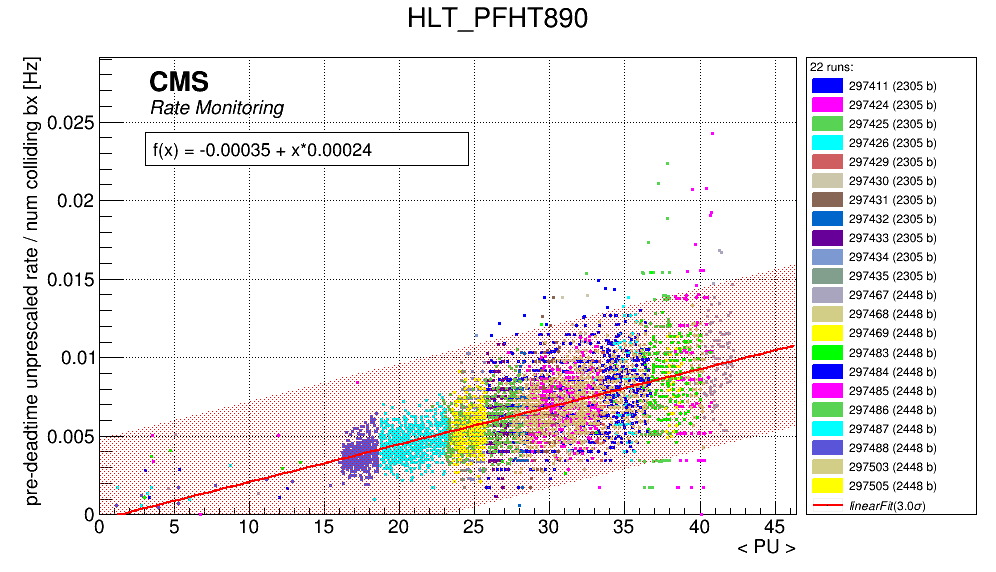 HLT_PFHT890
pre-deadtime unprescaled rate / num colliding bx [Hz]
CMS
Rate Monitoring
f(x) = -0.00035 + x*0.00024
0.025
0.02
0.015
0.01
0.005
0
0 5 10 15 20 25 30 35 40 45
< PU >
22 runs:
297411 (2305 b)
297424 (2305 b)
297425 (2305 b)
297426 (2305 b)
297429 (2305 b)
297430 (2305 b)
297431 (2305 b)
297432 (2305 b)
297433 (2305 b)
297434 (2305 b)
297435 (2305 b)
297467 (2448 b)
297468 (2448 b)
297469 (2448 b)
297483 (2448 b)
297484 (2448 b)
297485 (2448 b)
297486 (2448 b)
297487 (2448 b)
297488 (2448 b)
297503 (2448 b)
297505 (2448 b)
linearFit(3.0σ)